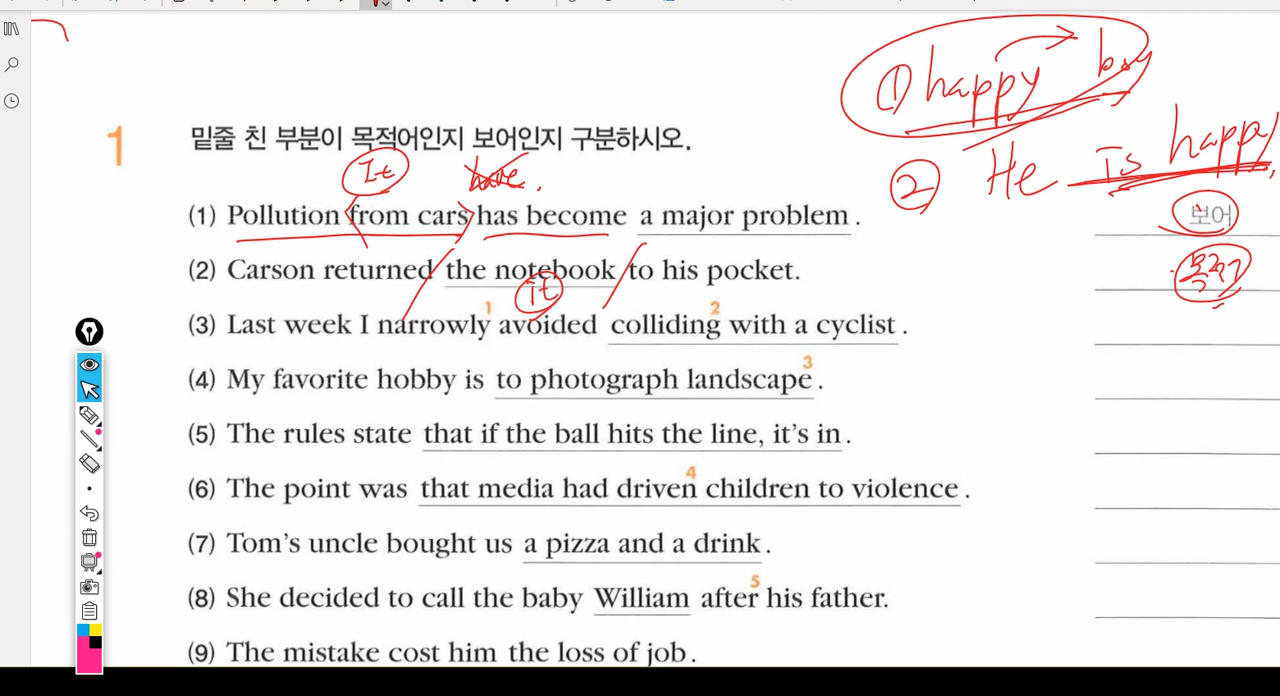 ① happy boy
1 밑줄 친 부분이 목적어인지 보어인지 구분하시오.
It have.
② He is happy.
(1) Pollution from cars has become a major problem. 보어
(2) Carson returned the notebook to his pocket. 목적어
it
(3) Last week I narrowly 1 avoided colliding 2 with a cyclist.
(4) My favorite hobby is to photograph landscape 3.
(5) The rules state that if the ball hits the line, it's in.
(6) The point was that media had driven 4 children to violence.
(7) Tom's uncle bought us a pizza and a drink.
(8) She decided to call the baby William after 5 his father.
(9) The mistake cost him the loss of job.